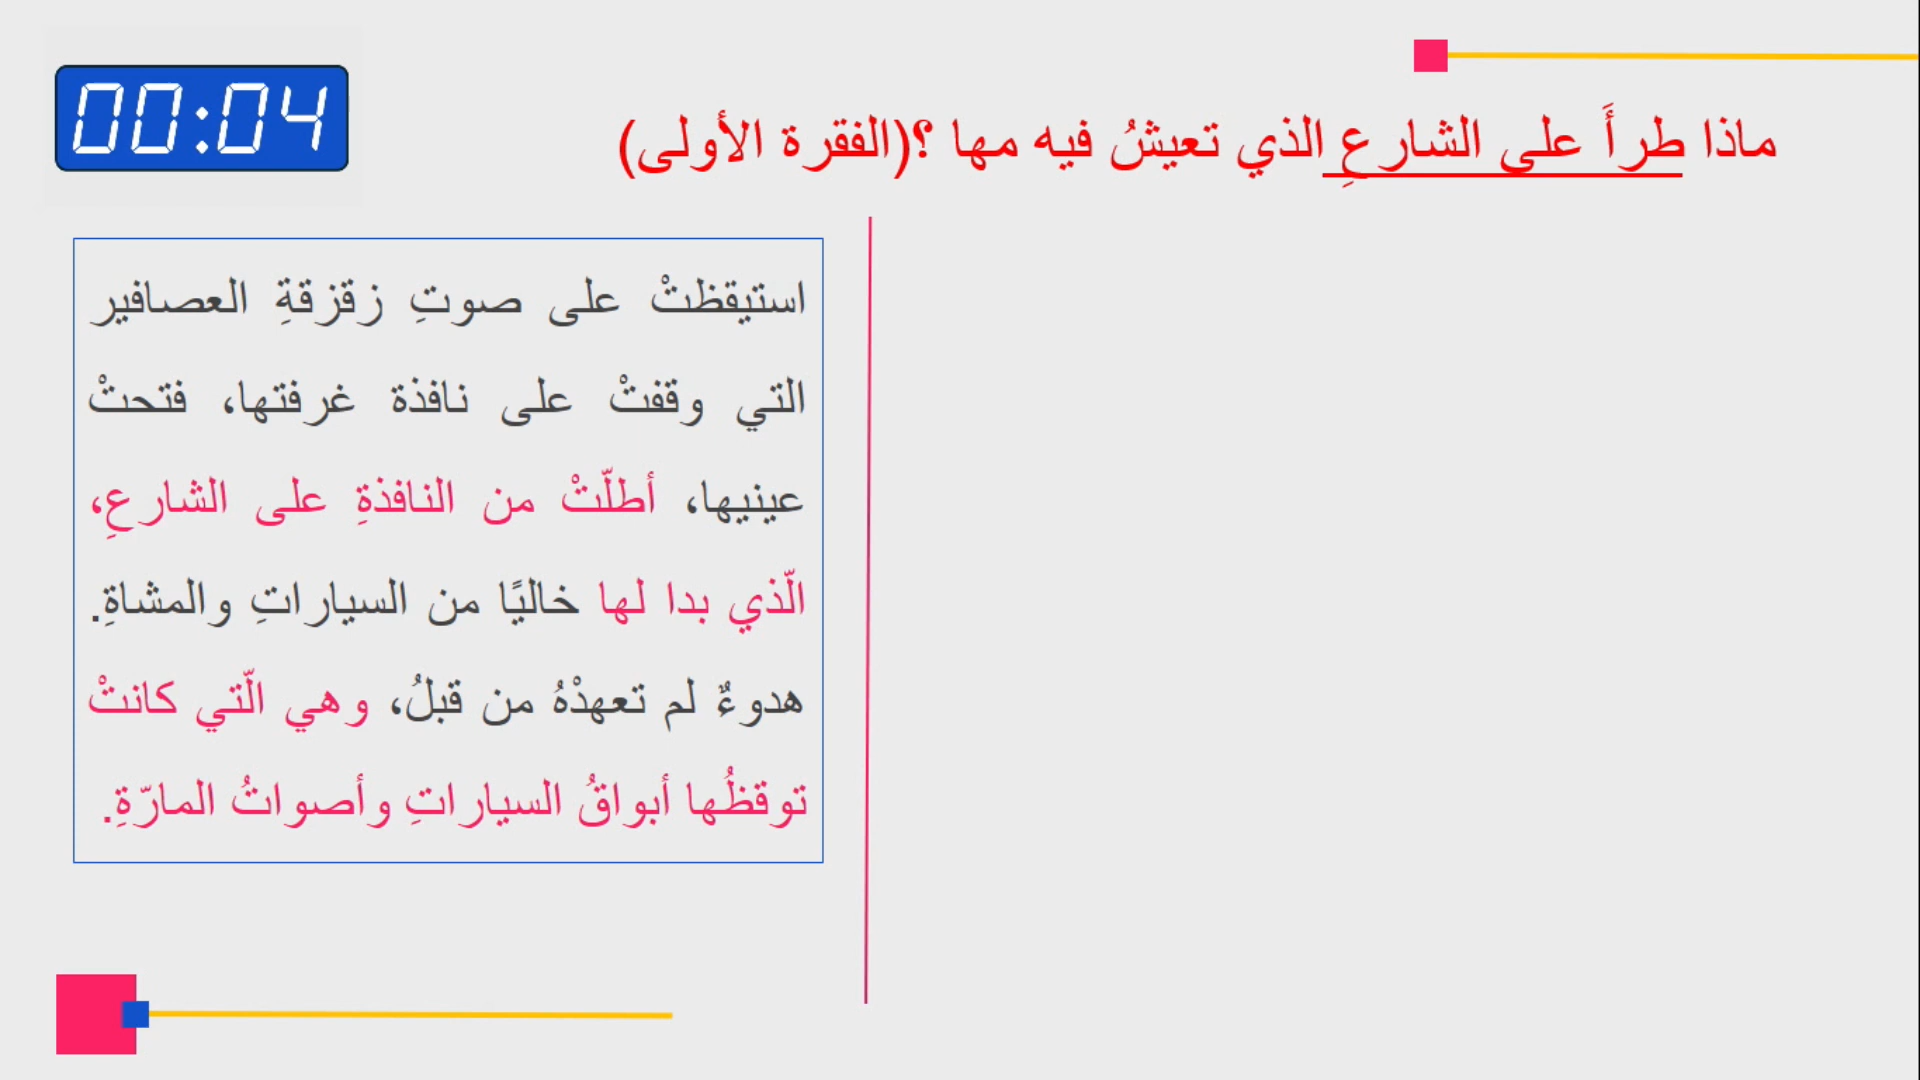 00:04
ماذا طرأَ على الشارعِ الذي تعيشُ فيه مها ؟(الفقرة الأولى)
استيقظتْ على صوتِ زقزقةِ العصافير
التي وقفتْ على نافذة غرفتها، فتحتْ
عينيها، أطلّتْ من النافذةِ على الشارعِ،
الّذي بدا لها خاليًا من السياراتِ والمشاةِ.
هدوءٌ لم تعهدْهُ من قبلُ، وهي الّتي كانتْ
توقظُها أبواقُ السياراتِ وأصواتُ المارّةِ.